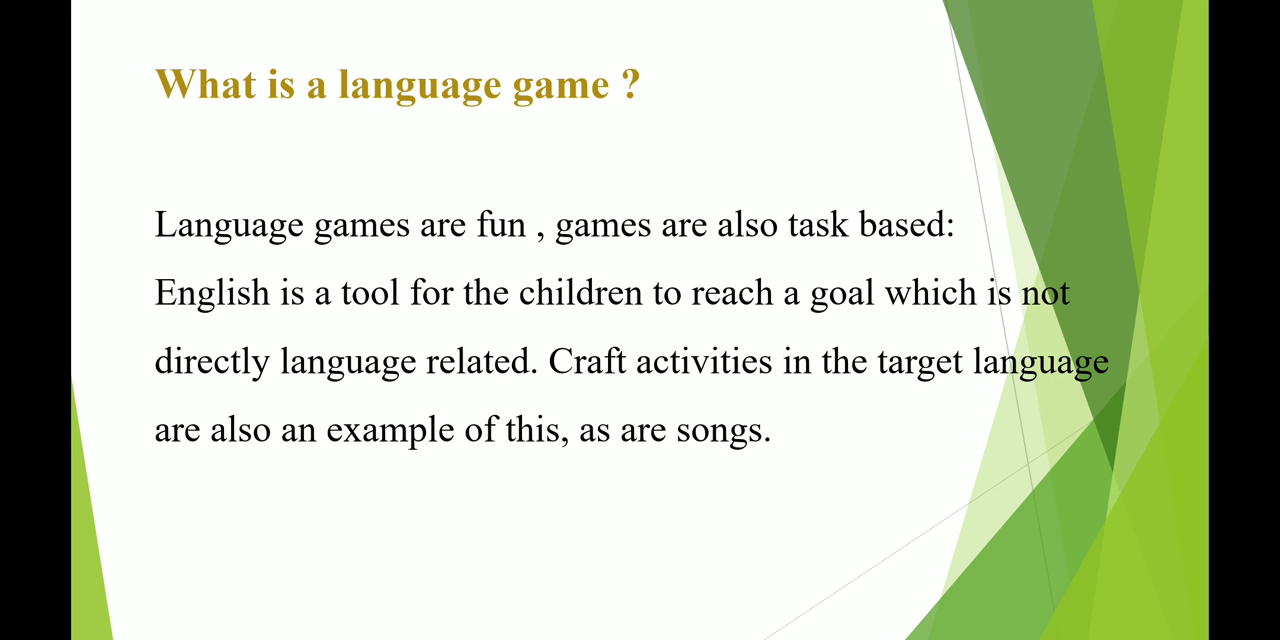 What is a language game ?
Language games are fun , games are also task based:
English is a tool for the children to reach a goal which is not
directly language related. Craft activities in the target language
are also an example of this, as are songs.